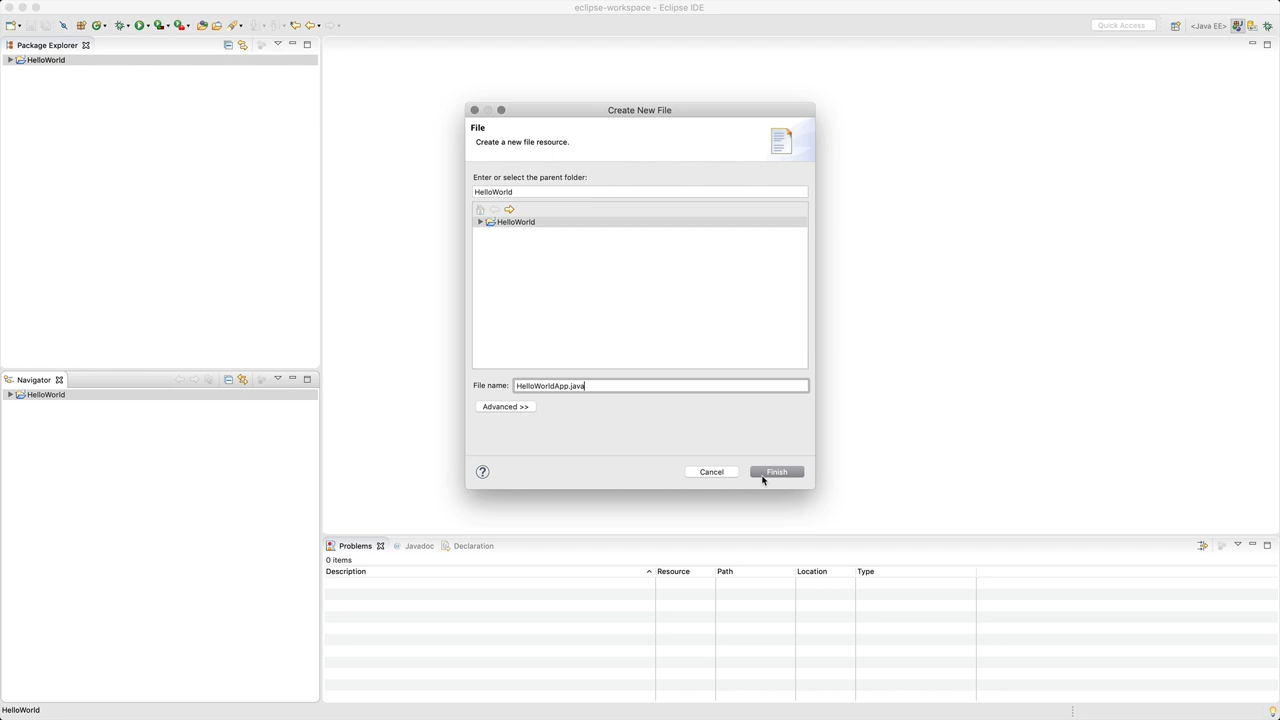 eclipse-workspace - Eclipse IDE
Quick Access
<Java EE>
Package Explorer
HelloWorld
Create New File
File
Create a new file resource.
Enter or select the parent folder:
HelloWorld
HelloWorld
Navigator
HelloWorld
File name: HelloWorldApp.java
Advanced >>
? Cancel Finish
Problems Javadoc Declaration
0 items
Description Resource Path Location Type
HelloWorld